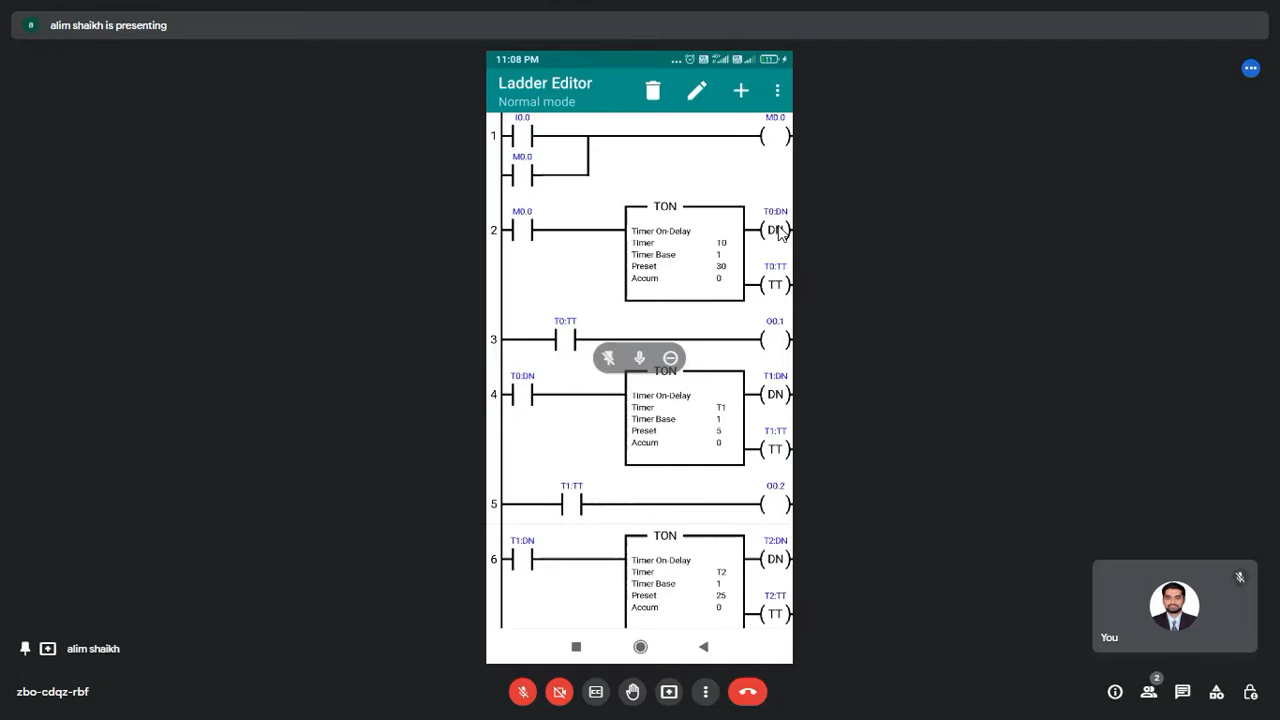 alim shaikh is presenting
11:08 PM
Ladder Editor
Normal mode
I0.0 M0.0
1
M0.0
M0.0 TON T0:DN
2 Timer On-Delay DN
Timer T0
Timer Base 1
Preset 30 T0:TT
Accum 0 TT
T0:TT O0.1
3
T0:DN TON T1:DN
4 Timer On-Delay DN
Timer T1
Timer Base 1
Preset 5 T1:TT
Accum 0 TT
T1:TT O0.2
5
T1:DN TON T2:DN
6 Timer On-Delay DN
Timer T2
Timer Base 1
Preset 25 T2:TT
Accum 0 TT
You
alim shaikh
zbo-cdqz-rbf
2